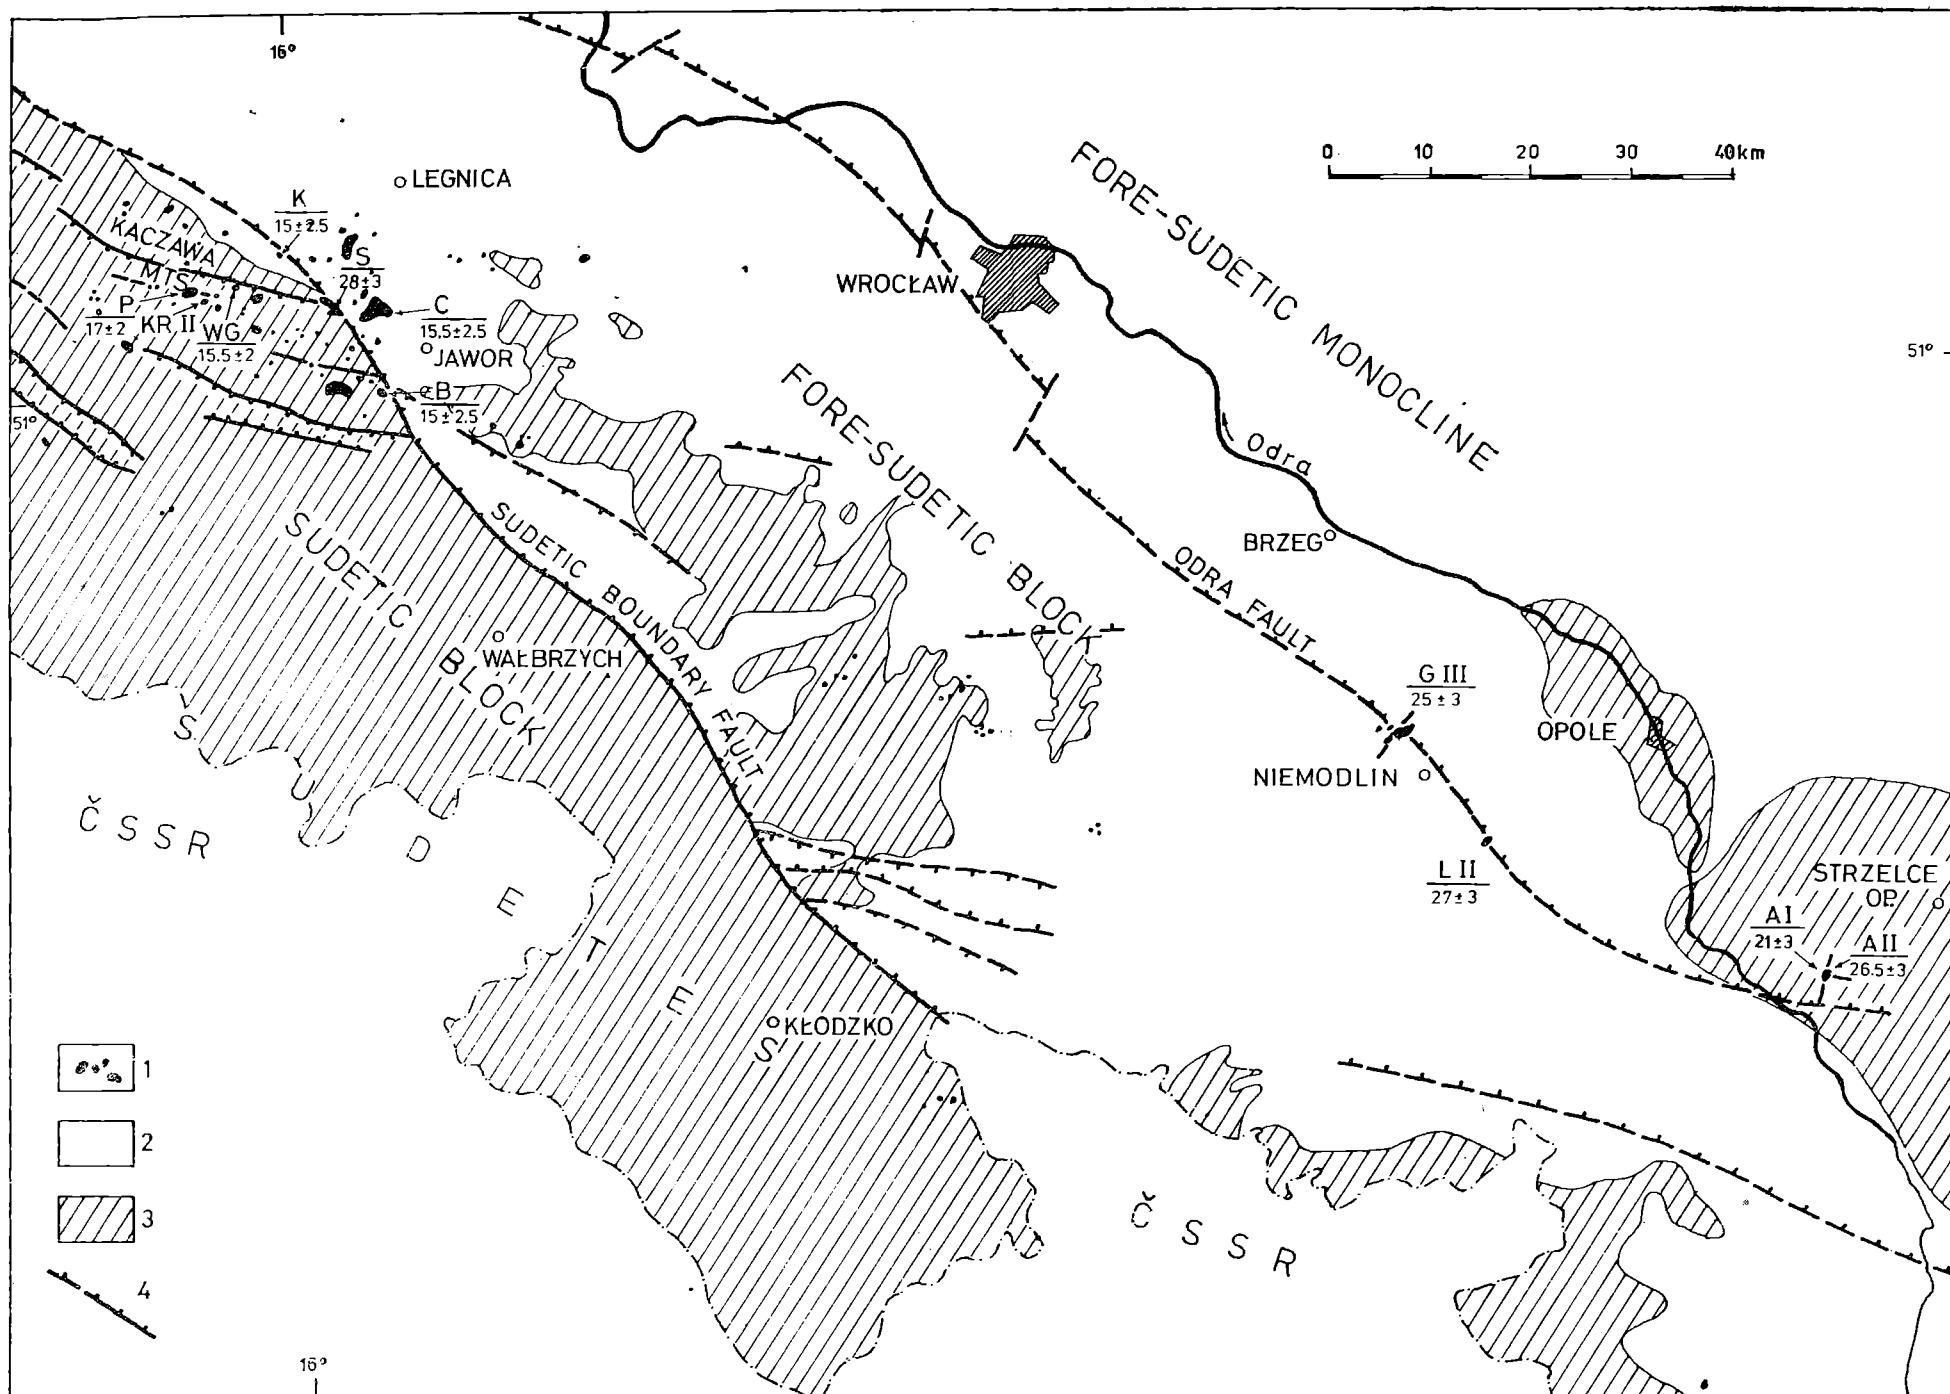 16°
0 10 20 30 40km
FORE-SUDETIC MONOCLINE
LEGNICA
K
15±2.5
KACZAWA
MTS
S
28±3
C
15,5±2.5
P
17±2
KR II
WG
15.5±2
JAWOR
B
15±2.5
51°
51°
WROCŁAW
FORE-SUDETIC BLOCK
Odra
BRZEG
ODRA FAULT
SUDETIC BLOCK
SUDETIC BOUNDARY FAULT
WAŁBRZYCH
G III
25±3
OPOLE
NIEMODLIN
L II
27±3
STRZELCE
OP.
A I
21±3
A II
26.5±3
SUDETES
ČSSR
KŁODZKO
ČSSR
1
2
3
4
16°